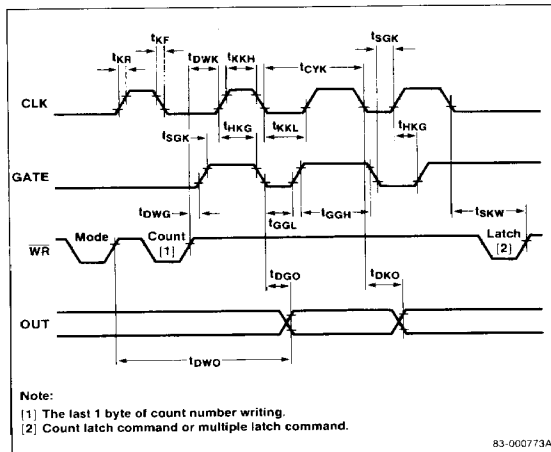 tKR
tKF
tDWK
tKKH
tCYK
tSGK
CLK
tSGK
tHKG
tKKL
tHKG
GATE
tDWG
tGGL
tGGH
tSKW
WR
Mode
Count
[1]
Latch
[2]
tDGO
tDKO
OUT
tDWO
Note:
[1] The last 1 byte of count number writing.
[2] Count latch command or multiple latch command.
83-000773A